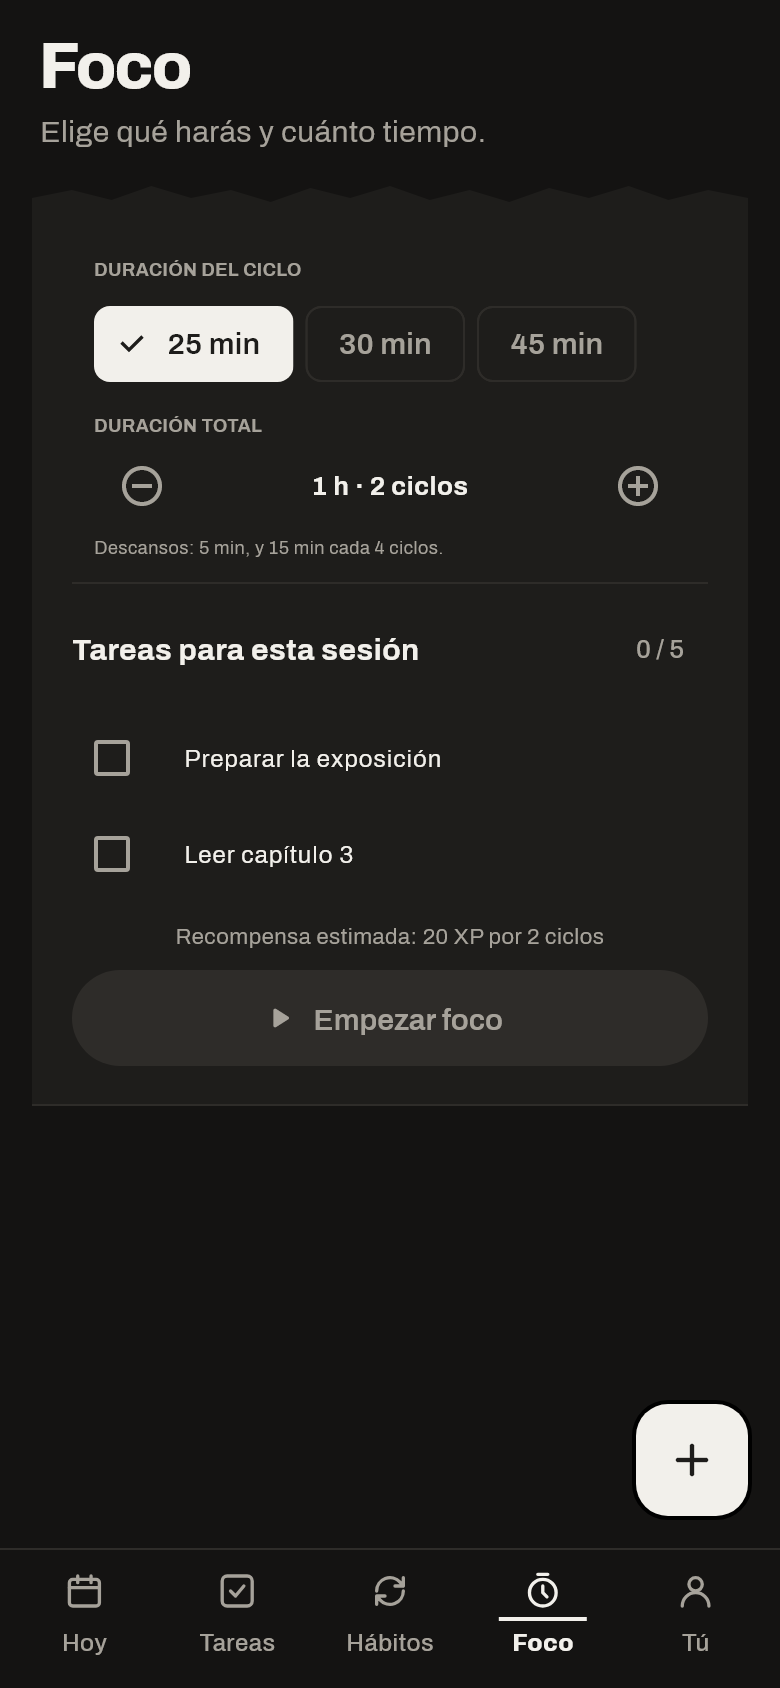 Foco
Elige qué harás y cuánto tiempo.
DURACIÓN DEL CICLO
25 min
30 min
45 min
DURACIÓN TOTAL
1 h · 2 ciclos
Descansos: 5 min, y 15 min cada 4 ciclos.
Tareas para esta sesión
0 / 5
Preparar la exposición
Leer capítulo 3
Recompensa estimada: 20 XP por 2 ciclos
Empezar foco
Hoy
Tareas
Hábitos
Foco
Tú